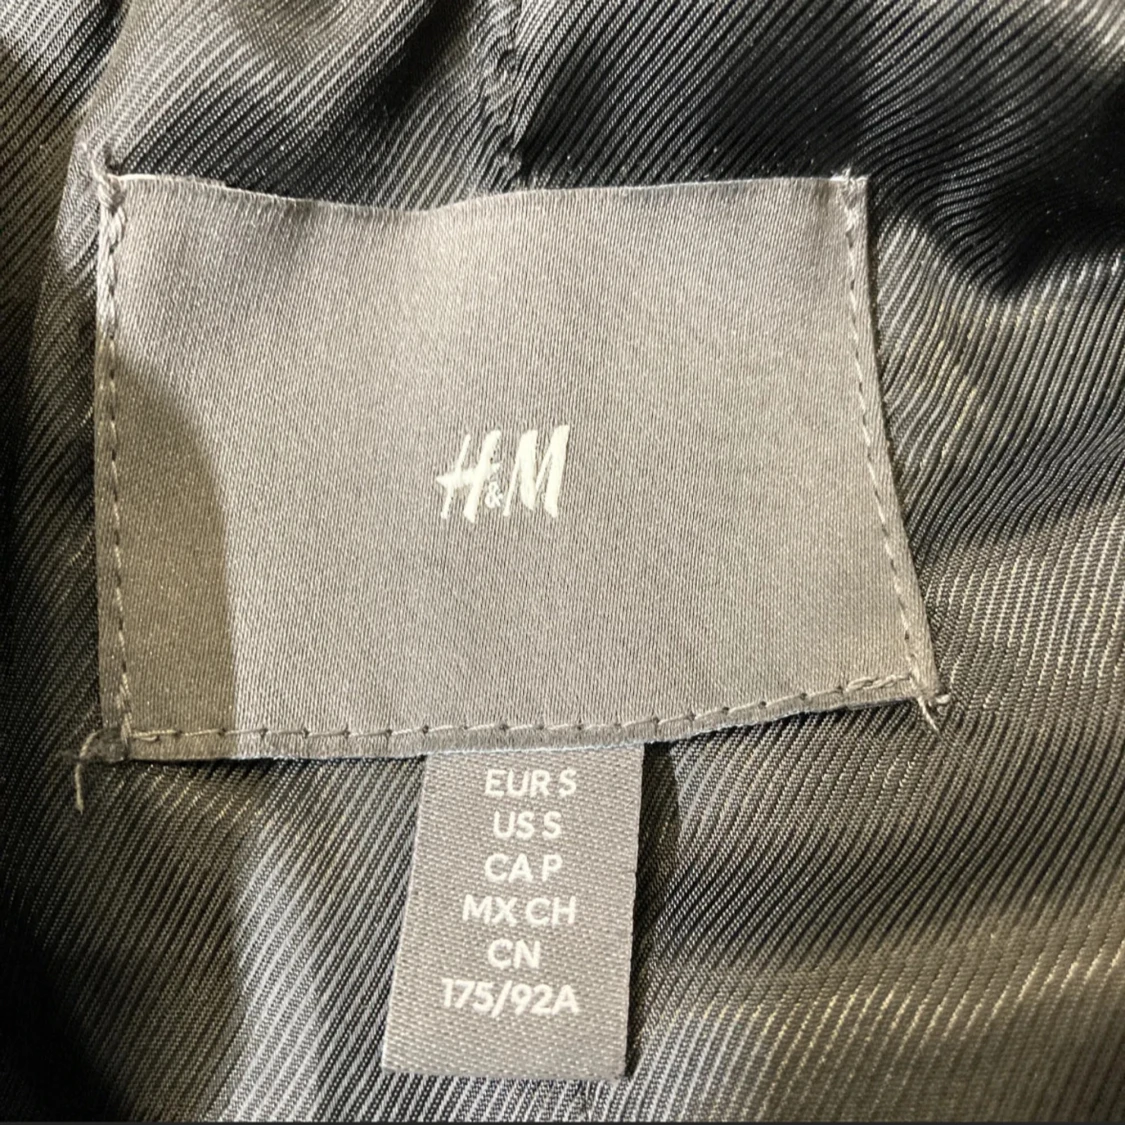 H&M
EUR S
US S
CA P
MX CH
CN
175/92A